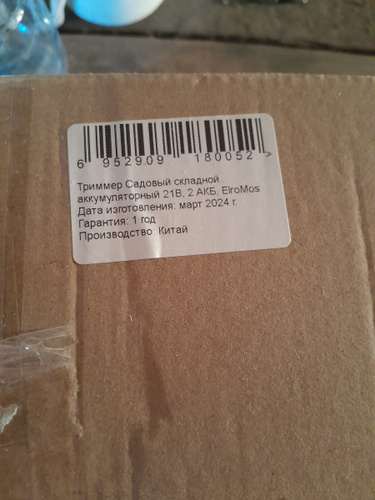 6 952909 180052 >
Триммер Садовый складной
аккумуляторный 21В, 2 АКБ, ElroMos
Дата изготовления: март 2024 г.
Гарантия: 1 год
Производство: Китай